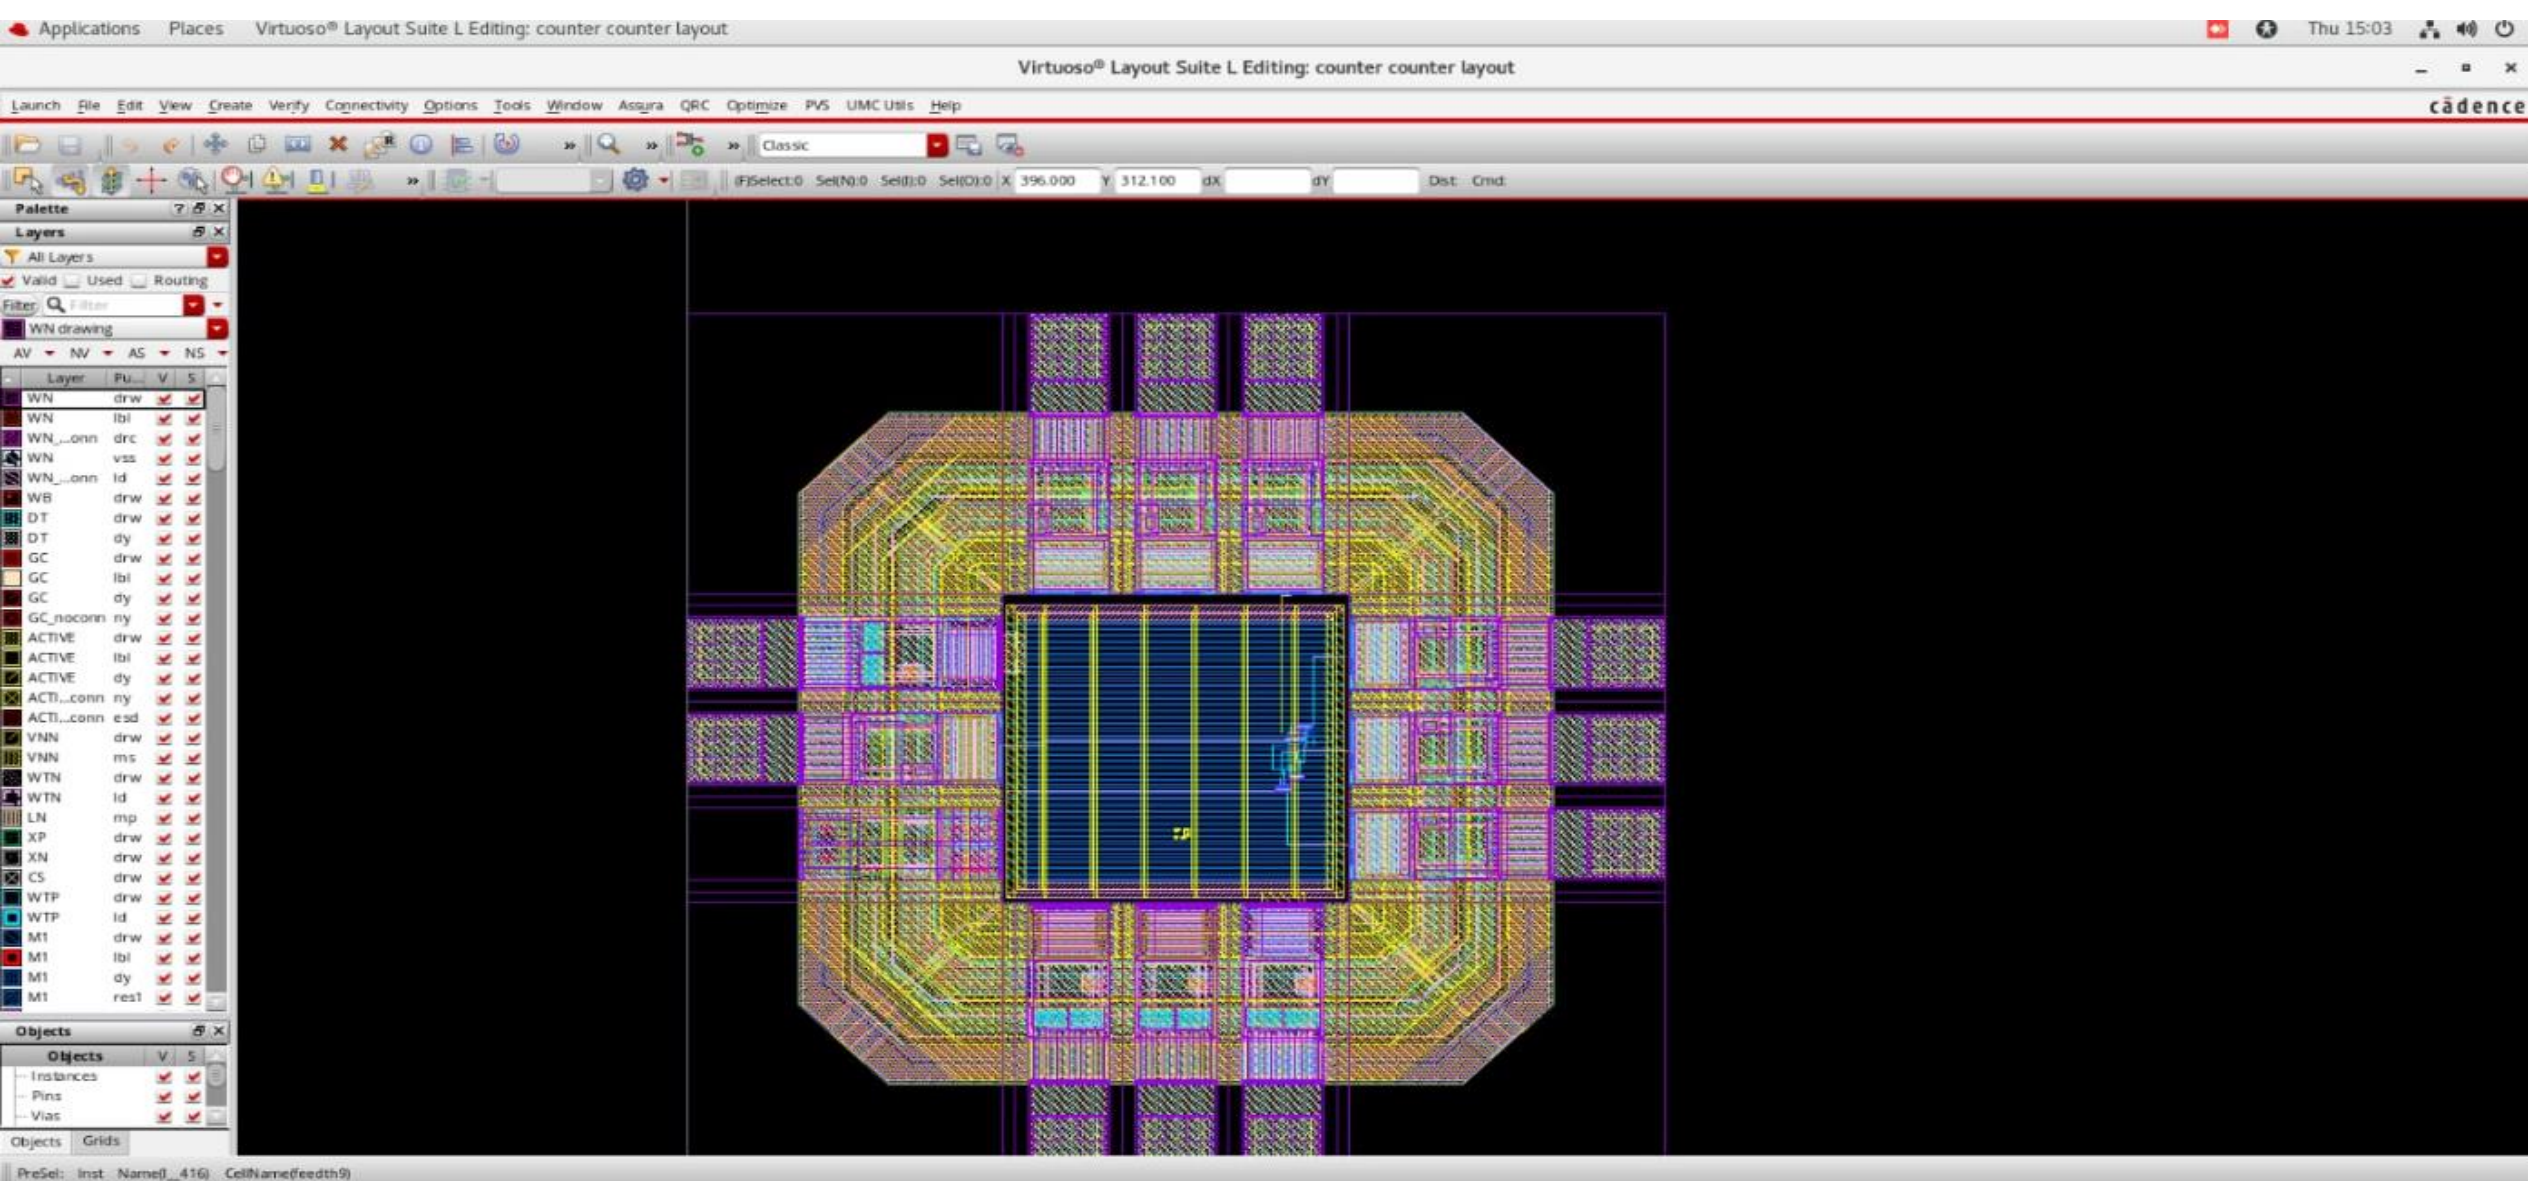 Applications Places Virtuoso® Layout Suite L Editing: counter counter layout Thu 15:03
Virtuoso® Layout Suite L Editing: counter counter layout
Launch File Edit View Create Verify Connectivity Options Tools Window Assura QRC Optimize PVS UMC Utils Help cādence
» » » Classic
» (F)Select:0 Sel(N):0 Sel(I):0 Sel(O):0 X 396.000 Y 312.100 dX dY Dist: Cmd:
Palette ?
Layers
All Layers
Valid Used Routing
Filter Filter
WN drawing
AV NV AS NS
Layer Pu... V S
WN drw
WN lbl
WN_...onn drc
WN vss
WN_...onn ld
WB drw
DT drw
DT dy
GC drw
GC lbl
GC dy
GC_noconn ny
ACTIVE drw
ACTIVE lbl
ACTIVE dy
ACTI...conn ny
ACTI...conn esd
VNN drw
VNN ms
WTN drw
WTN ld
LN mp
XP drw
XN drw
CS drw
WTP drw
WTP ld
M1 drw
M1 lbl
M1 dy
M1 res1
Objects
Objects V S
Instances
Pins
Vias
Objects Grids
PreSel: Inst Name(I__416) CellName(feedth9)